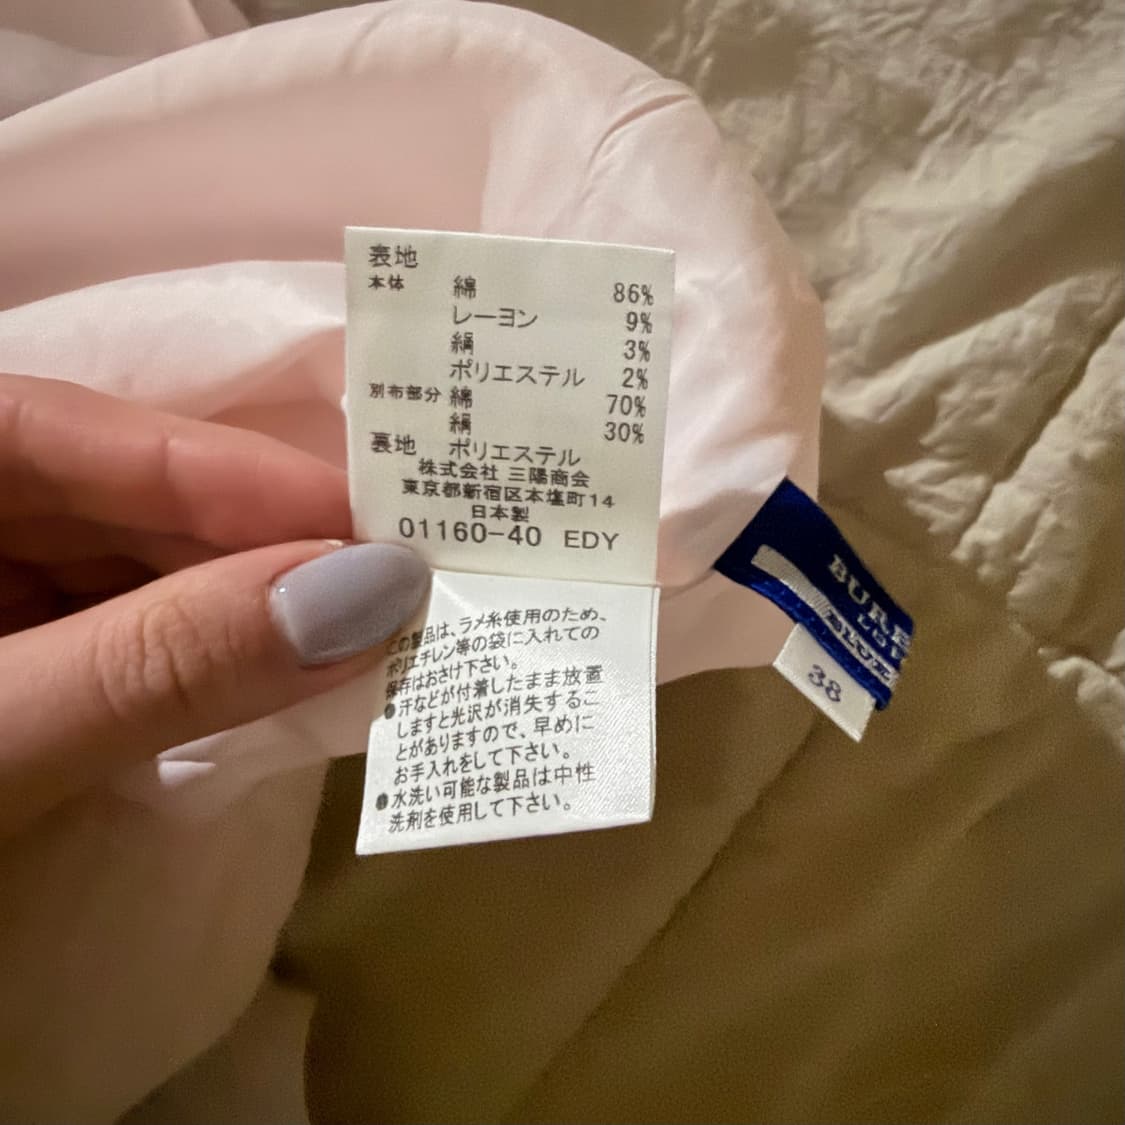 表地
本体 綿 86%
レーヨン 9%
絹 3%
ポリエステル 2%
別布部分 綿 70%
絹 30%
裏地 ポリエステル
株式会社 三陽商会
東京都新宿区本塩町14
日本製
01160-40 EDY
この製品は、ラメ糸使用のため、
ポリエチレン等の袋に入れての
保存はおさけ下さい。
●汗などが付着したまま放置
しますと光沢が消失するこ
とがありますので、早めに
お手入れをして下さい。
●水洗い可能な製品は中性
洗剤を使用して下さい。
38